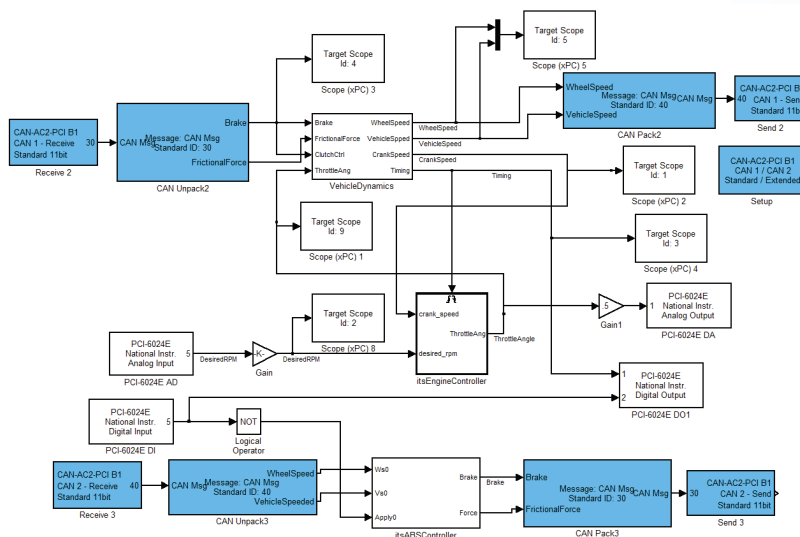 Target Scope
Id: 4
Scope (xPC) 3
Target Scope
Id: 5
Scope (xPC) 5
CAN-AC2-PCI B1
CAN 1 - Receive
Standard 11bit
30
Receive 2
CAN Msg
Message: CAN Msg
Standard ID: 30
Brake
FrictionalForce
CAN Unpack2
Brake
FrictionalForce
ClutchCtrl
ThrottleAng
WheelSpeed
VehicleSpeed
CrankSpeed
Timing
VehicleDynamics
WheelSpeed
VehicleSpeed
CrankSpeed
Timing
WheelSpeed
VehicleSpeed
Message: CAN Msg
Standard ID: 40
CAN Msg
CAN Pack2
40
CAN-AC2-PCI B
CAN 1 - Send
Standard 11bit
Send 2
CAN-AC2-PCI B1
CAN 1 / CAN 2
Standard / Extended
Setup
Target Scope
Id: 1
Scope (xPC) 2
Target Scope
Id: 9
Scope (xPC) 1
Target Scope
Id: 3
Scope (xPC) 4
Target Scope
Id: 2
Scope (xPC) 8
crank_speed
desired_rpm
ThrottleAng
itsEngineController
ThrottleAngle
.5
Gain1
1
PCI-6024E
National Instr.
Analog Output
PCI-6024E DA
PCI-6024E
National Instr.
Analog Input
5
PCI-6024E AD
DesiredRPM
-K-
Gain
DesiredRPM
1
2
PCI-6024E
National Instr.
Digital Output
PCI-6024E DO1
PCI-6024E
National Instr.
Digital Input
5
PCI-6024E DI
NOT
Logical
Operator
CAN-AC2-PCI B1
CAN 2 - Receive
Standard 11bit
40
Receive 3
CAN Msg
Message: CAN Msg
Standard ID: 40
WheelSpeed
VehicleSpeeded
CAN Unpack3
Ws0
Vs0
Apply0
Brake
Force
itsABSController
Brake
Brake
FrictionalForce
Message: CAN Msg
Standard ID: 30
CAN Msg
CAN Pack3
30
CAN-AC2-PCI B1
CAN 2 - Send
Standard 11bit
Send 3